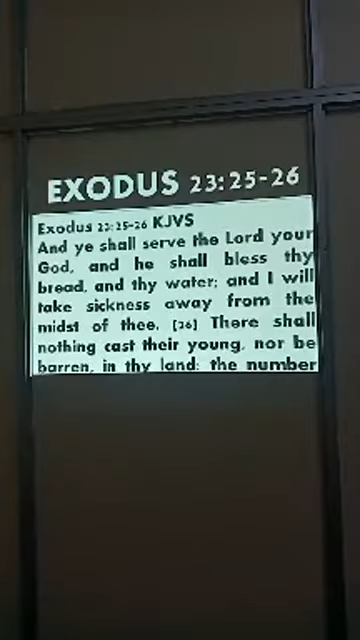 EXODUS 23:25-26
Exodus 23:25-26 KJVS
And ye shall serve the Lord your
God, and he shall bless thy
bread, and thy water; and I will
take sickness away from the
midst of thee. [26] There shall
nothing cast their young, nor be
barren, in thy land: the number